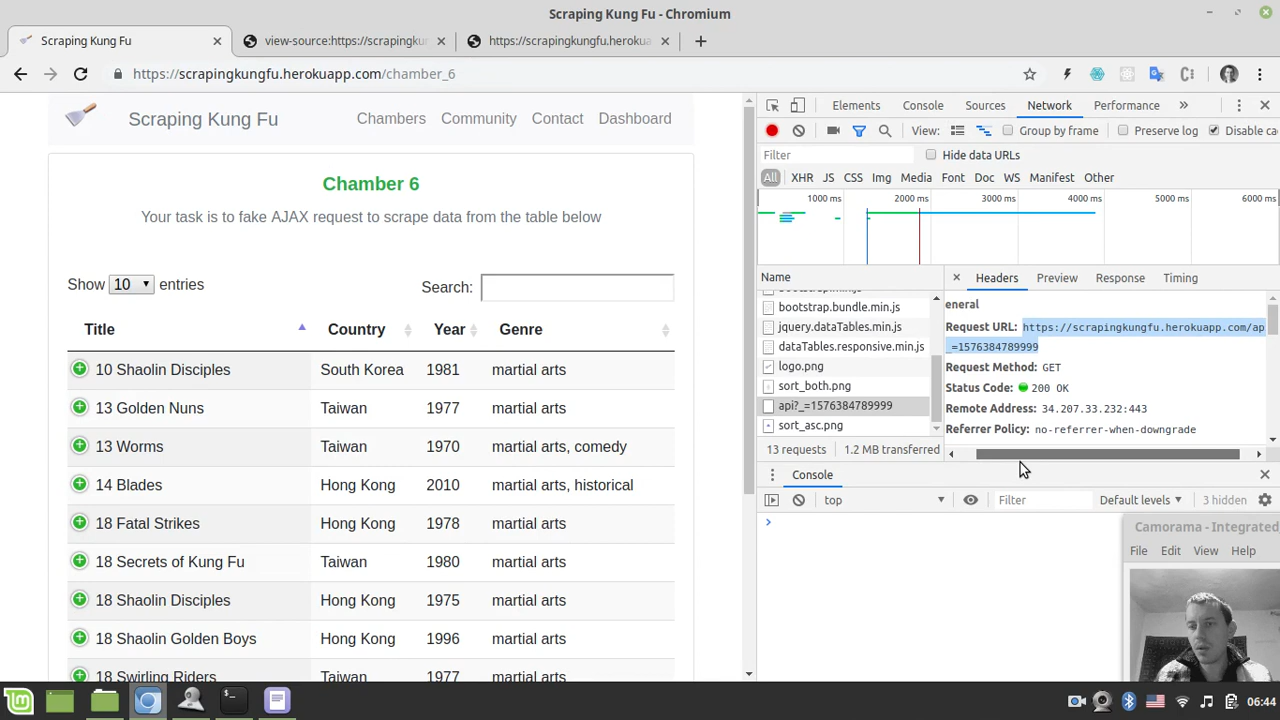 Scraping Kung Fu - Chromium
Scraping Kung Fu
view-source:https://scrapingku
https://scrapingkungfu.heroku
https://scrapingkungfu.herokuapp.com/chamber_6
Scraping Kung Fu
Chambers
Community
Contact
Dashboard
Chamber 6
Your task is to fake AJAX request to scrape data from the table below
Show 10 entries
Search:
Title Country Year Genre
10 Shaolin Disciples South Korea 1981 martial arts
13 Golden Nuns Taiwan 1977 martial arts
13 Worms Taiwan 1970 martial arts, comedy
14 Blades Hong Kong 2010 martial arts, historical
18 Fatal Strikes Hong Kong 1978 martial arts
18 Secrets of Kung Fu Taiwan 1980 martial arts
18 Shaolin Disciples Hong Kong 1975 martial arts
18 Shaolin Golden Boys Hong Kong 1996 martial arts
18 Swirling Riders Taiwan 1977 martial arts
Elements Console Sources Network Performance »
View: Group by frame Preserve log Disable ca
Filter Hide data URLs
All XHR JS CSS Img Media Font Doc WS Manifest Other
1000 ms 2000 ms 3000 ms 4000 ms 5000 ms 6000 ms
Name
bootstrap.bundle.min.js
jquery.dataTables.min.js
dataTables.responsive.min.js
logo.png
sort_both.png
api?_=1576384789999
sort_asc.png
13 requests 1.2 MB transferred
Headers Preview Response Timing
eneral
Request URL: https://scrapingkungfu.herokuapp.com/ap
_=1576384789999
Request Method: GET
Status Code: 200 OK
Remote Address: 34.207.33.232:443
Referrer Policy: no-referrer-when-downgrade
Console
top Filter Default levels 3 hidden
Camorama - Integrated
File Edit View Help
06:44